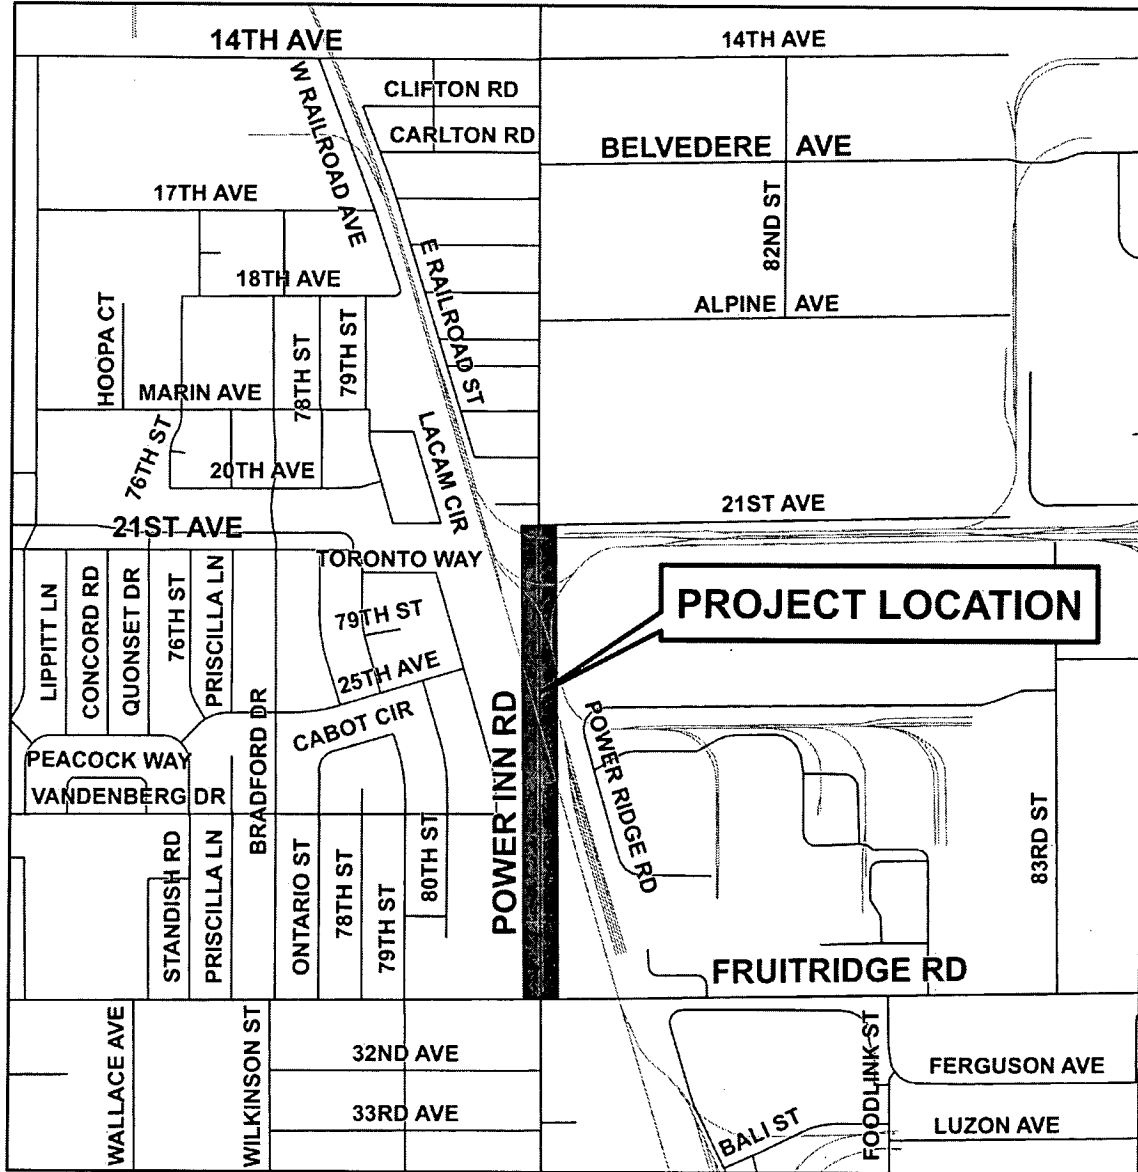 14TH AVE
14TH AVE
W RAILROAD AVE
CLIFTON RD
CARLTON RD
BELVEDERE AVE
17TH AVE
82ND ST
E RAILROAD ST
18TH AVE
ALPINE AVE
HOOPA CT
78TH ST
79TH ST
MARIN AVE
LACAM CIR
76TH ST
20TH AVE
21ST AVE
21ST AVE
TORONTO WAY
LIPPITT LN
CONCORD RD
QUONSET DR
76TH ST
PRISCILLA LN
79TH ST
PROJECT LOCATION
25TH AVE
CABOT CIR
BRADFORD DR
POWER INN RD
POWER RIDGE RD
PEACOCK WAY
VANDENBERG DR
83RD ST
STANDISH RD
PRISCILLA LN
ONTARIO ST
78TH ST
79TH ST
80TH ST
FRUITRIDGE RD
WALLACE AVE
WILKINSON ST
32ND AVE
33RD AVE
FOODLINK ST
FERGUSON AVE
BALI ST
LUZON AVE